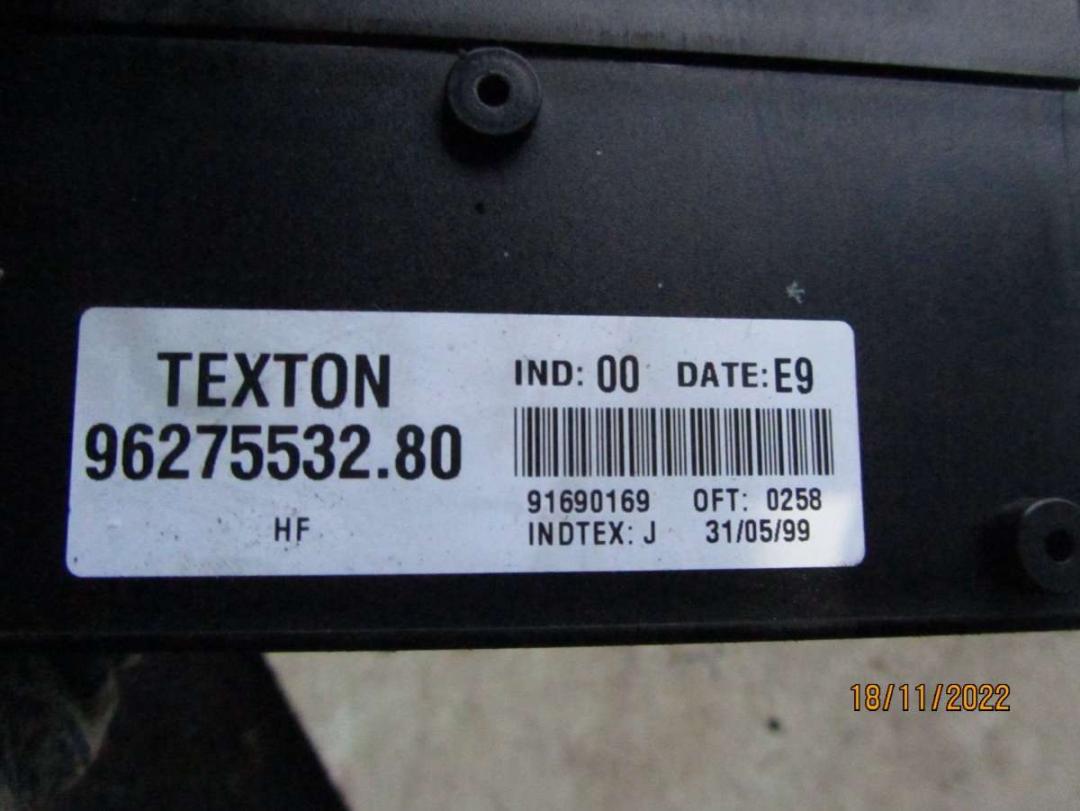 TEXTON
96275532.80
HF
IND: 00 DATE: E9
91690169 OFT: 0258
INDTEX: J 31/05/99
18/11/2022